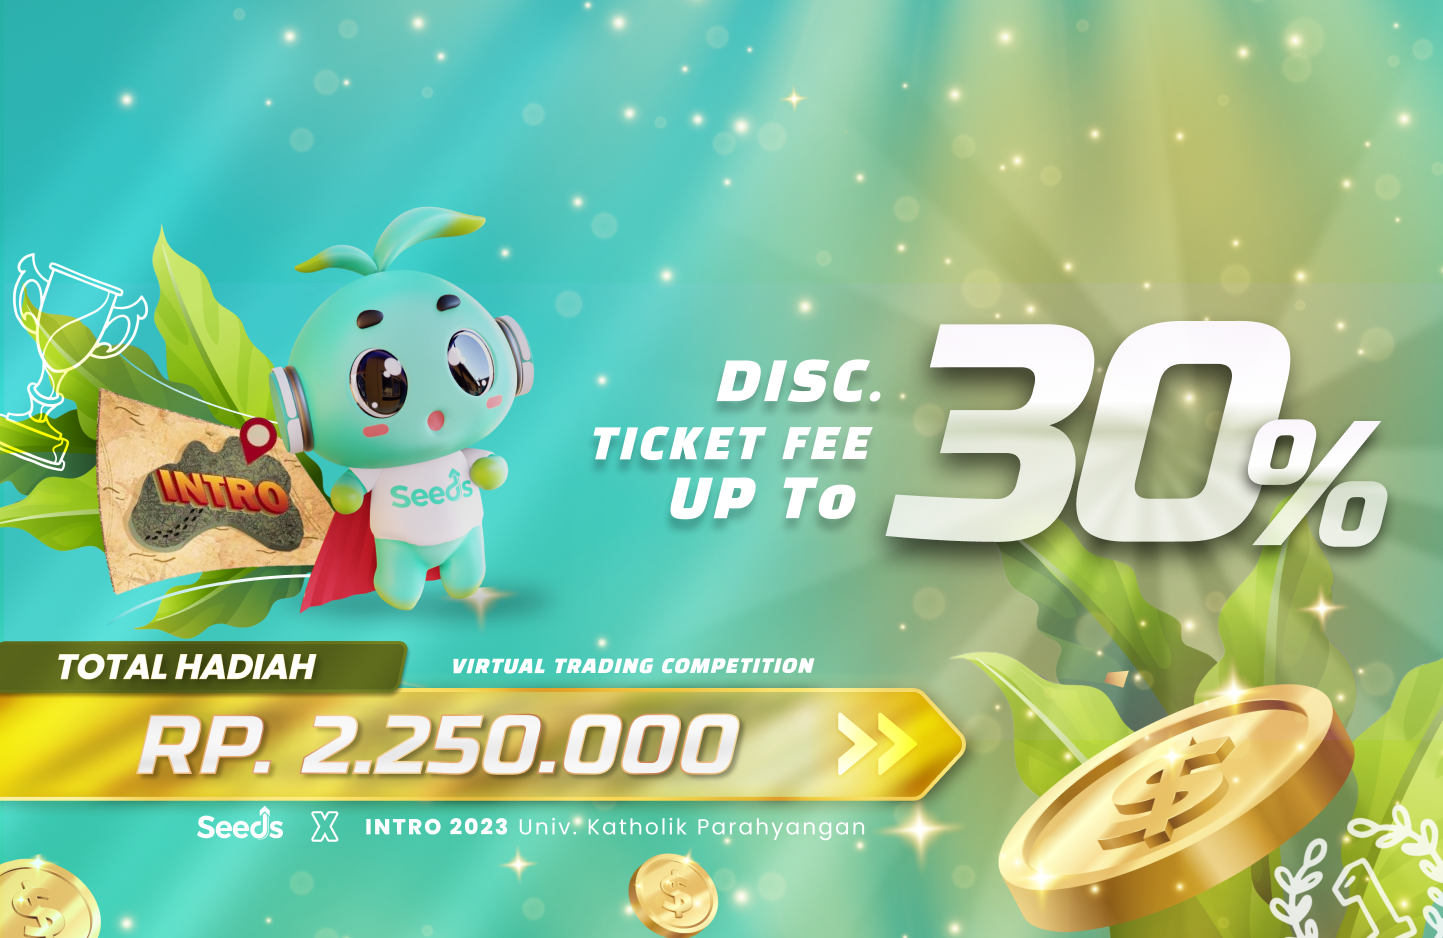 DISC.
TICKET FEE
UP To
30%
INTRO
Seeds
TOTAL HADIAH
VIRTUAL TRADING COMPETITION
RP. 2.250.000
Seeds X INTRO 2023 Univ. Katholik Parahyangan
$
$
$
1